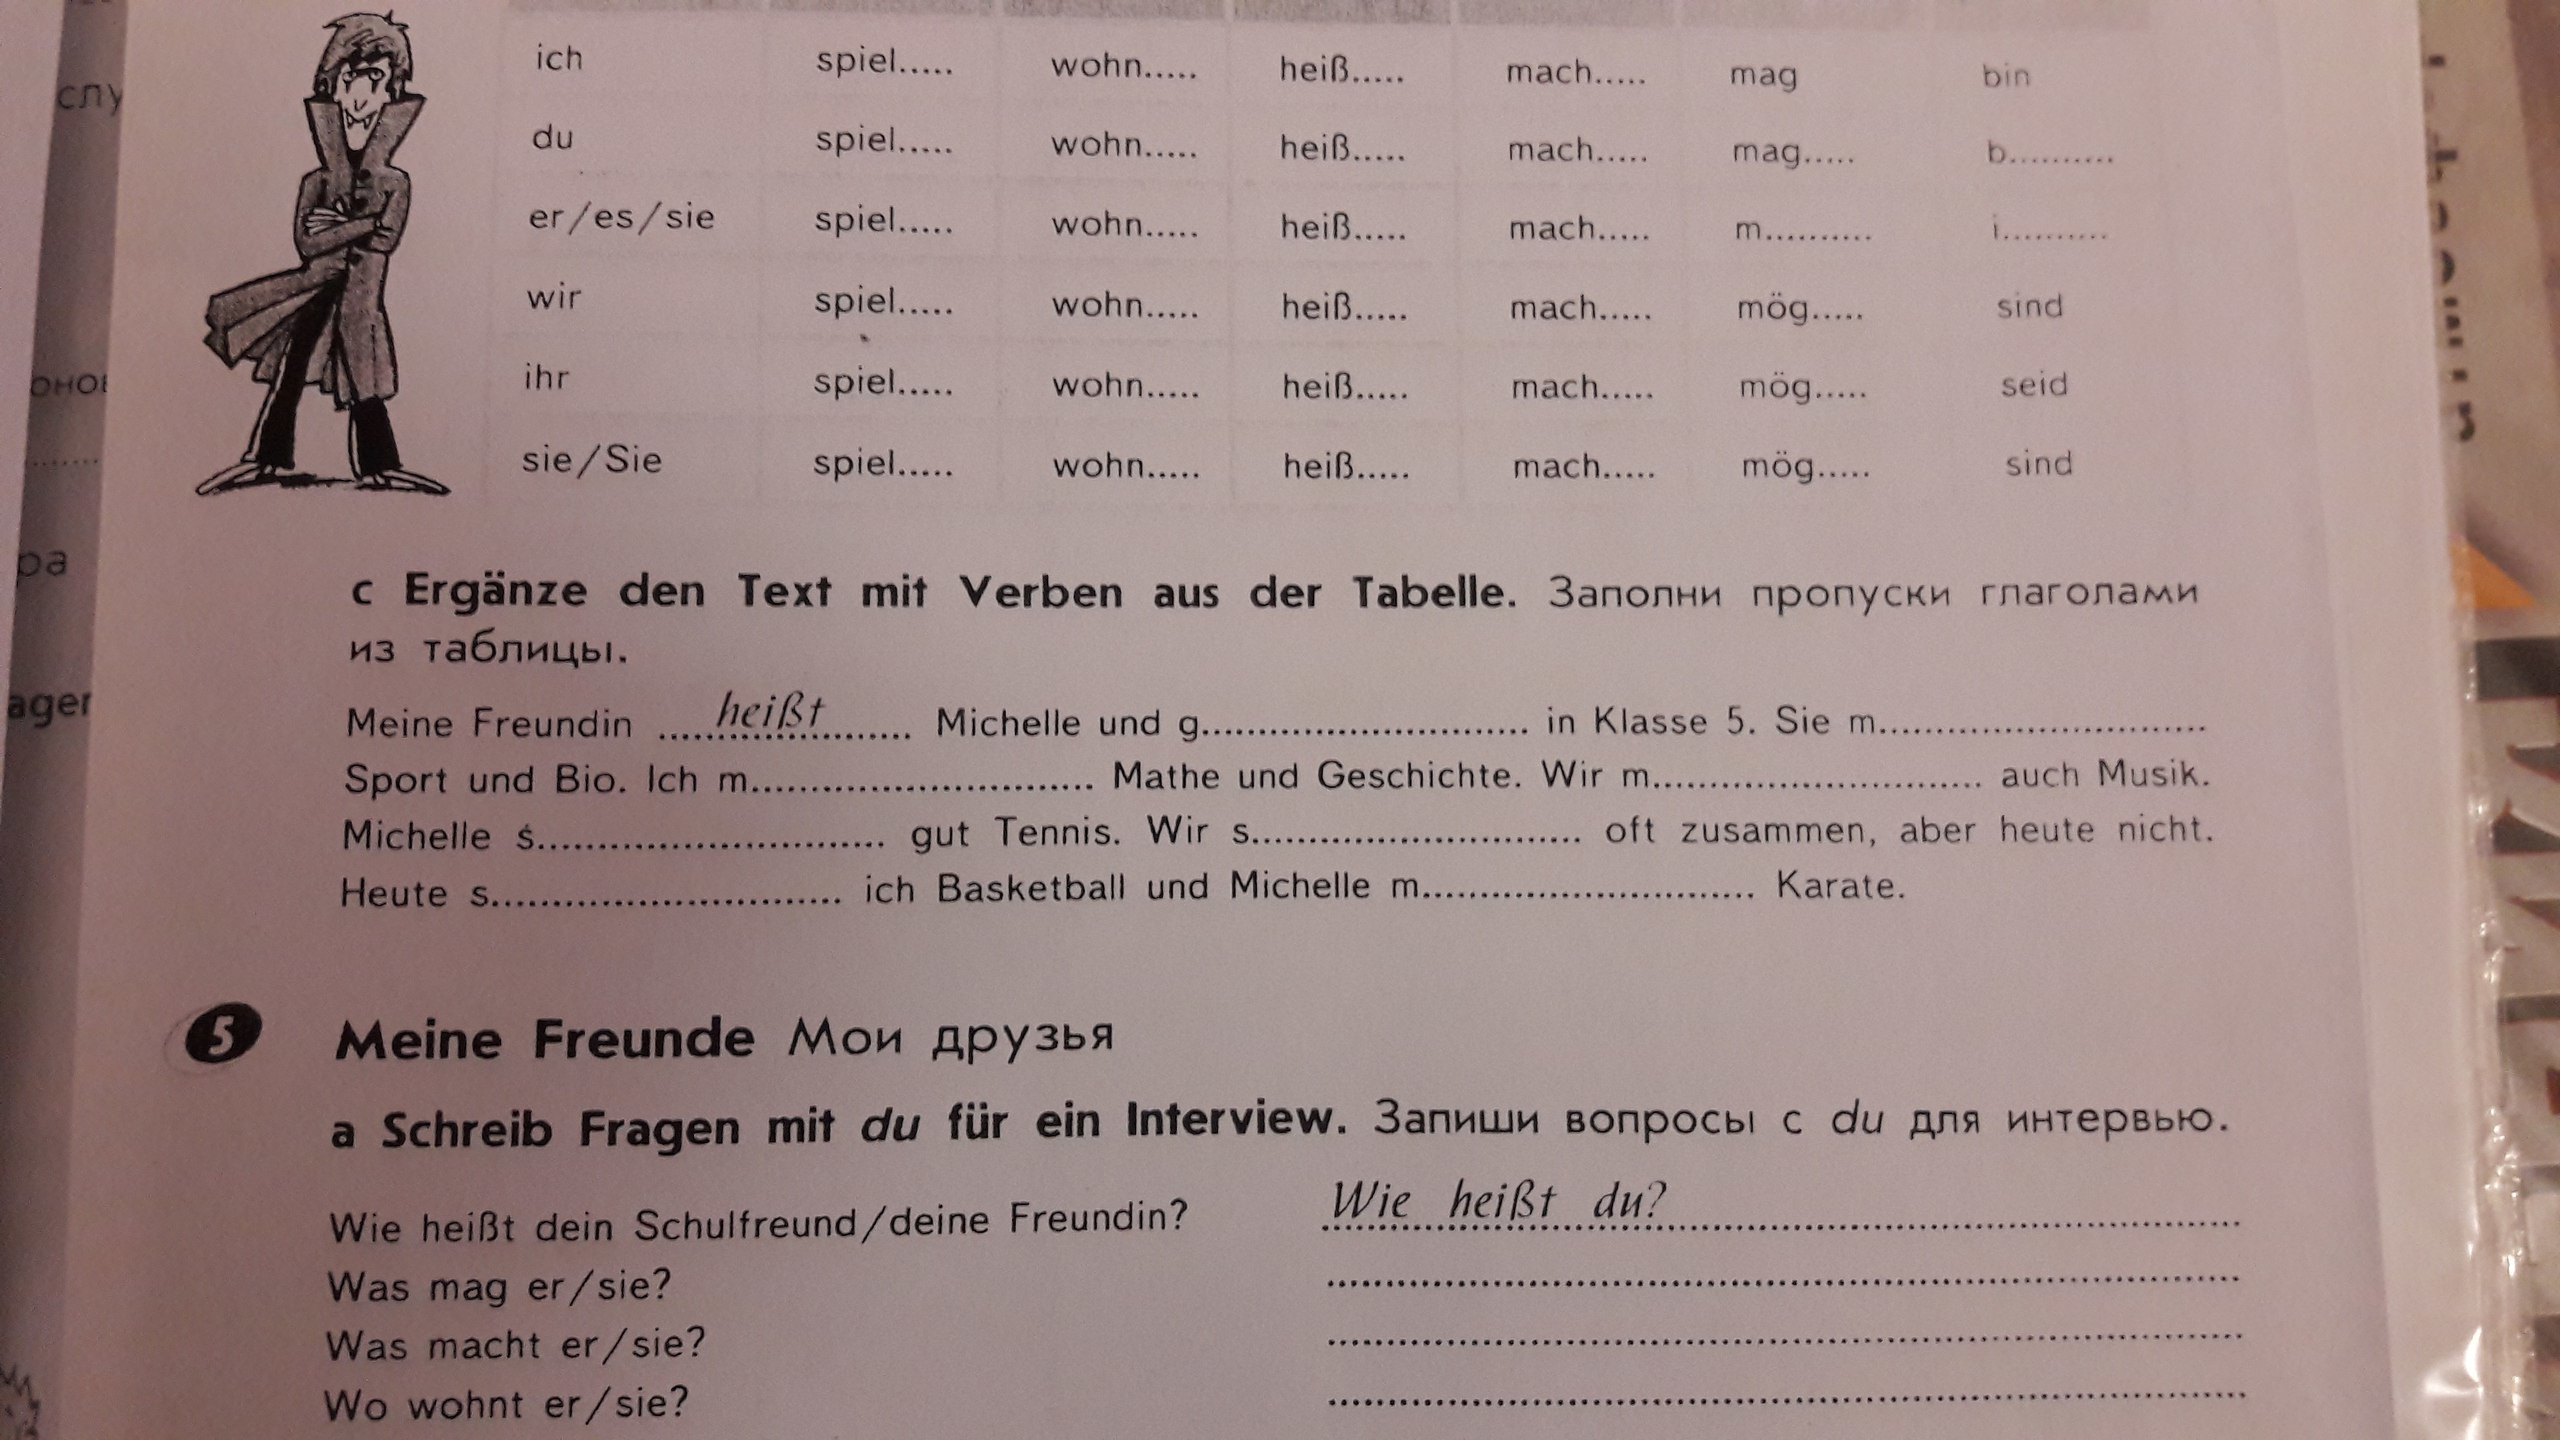 ich spiel..... wohn..... heiß..... mach..... mag bin
du spiel..... wohn..... heiß..... mach..... mag..... b..........
er/es/sie spiel..... wohn..... heiß..... mach..... m.......... i..........
wir spiel..... wohn..... heiß..... mach..... mög..... sind
ihr spiel..... wohn..... heiß..... mach..... mög..... seid
sie/Sie spiel..... wohn..... heiß..... mach..... mög..... sind
c Ergänze den Text mit Verben aus der Tabelle. Заполни пропуски глаголами
из таблицы.
Meine Freundin heißt Michelle und g............................ in Klasse 5. Sie m............................
Sport und Bio. Ich m............................ Mathe und Geschichte. Wir m............................ auch Musik.
Michelle s............................ gut Tennis. Wir s............................ oft zusammen, aber heute nicht.
Heute s............................ ich Basketball und Michelle m............................ Karate.
5 Meine Freunde Мои друзья
a Schreib Fragen mit du für ein Interview. Запиши вопросы с du для интервью.
Wie heißt dein Schulfreund/deine Freundin? Wie heißt du?
Was mag er/sie?
Was macht er/sie?
Wo wohnt er/sie?